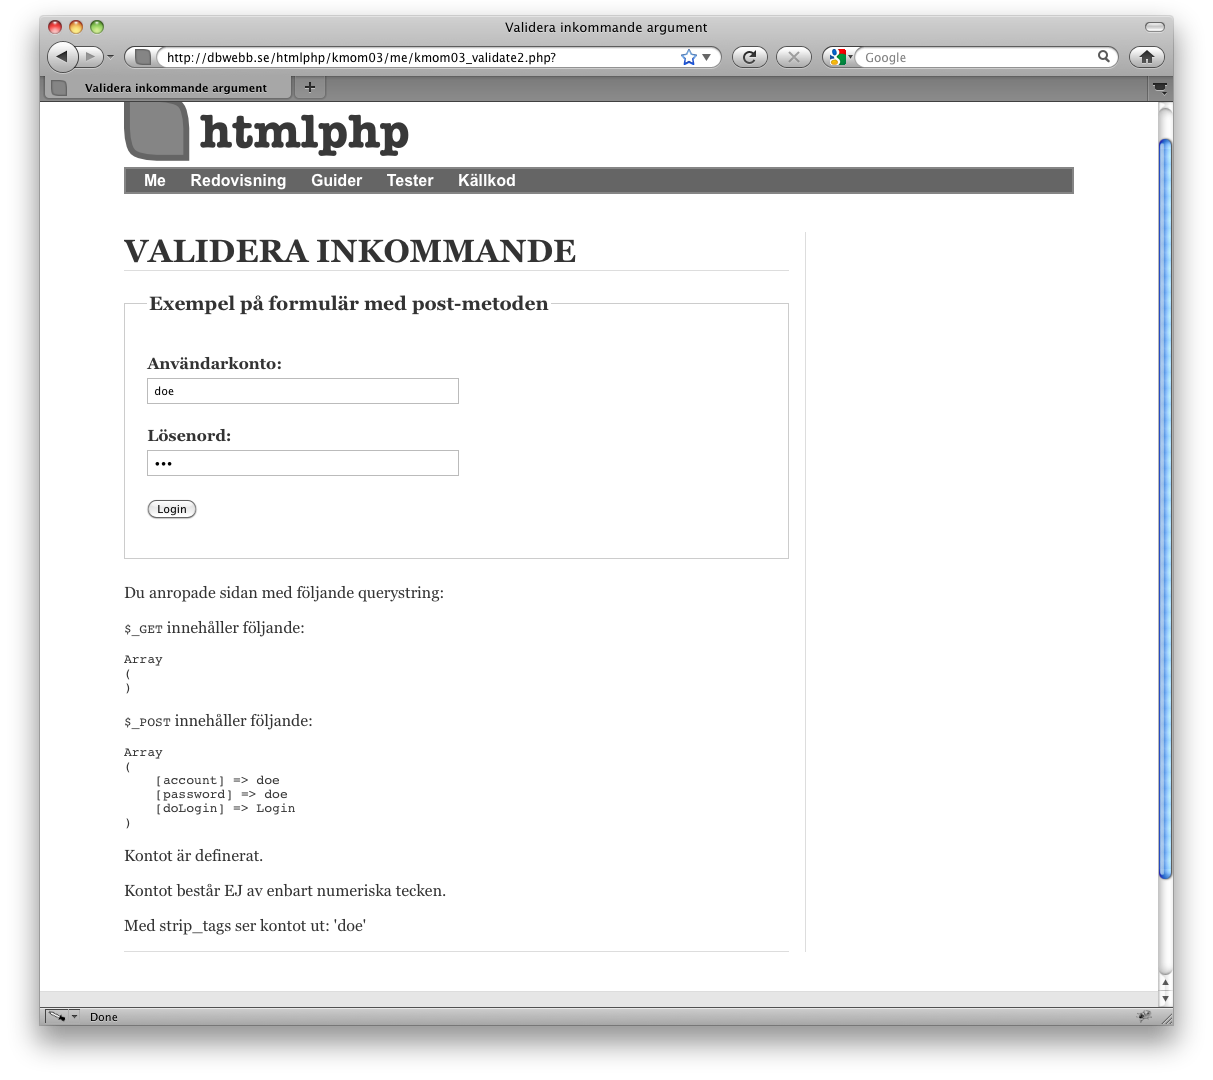 Validera inkommande argument
http://dbwebb.se/htmlphp/kmom03/me/kmom03_validate2.php?
Google
Validera inkommande argument
htmlphp
Me Redovisning Guider Tester Källkod
VALIDERA INKOMMANDE
Exempel på formulär med post-metoden
Användarkonto:
doe
Lösenord:
•••
Login
Du anropade sidan med följande querystring:
$_GET innehåller följande:
Array
(
)
$_POST innehåller följande:
Array
(
    [account] => doe
    [password] => doe
    [doLogin] => Login
)
Kontot är definerat.
Kontot består EJ av enbart numeriska tecken.
Med strip_tags ser kontot ut: 'doe'
Done